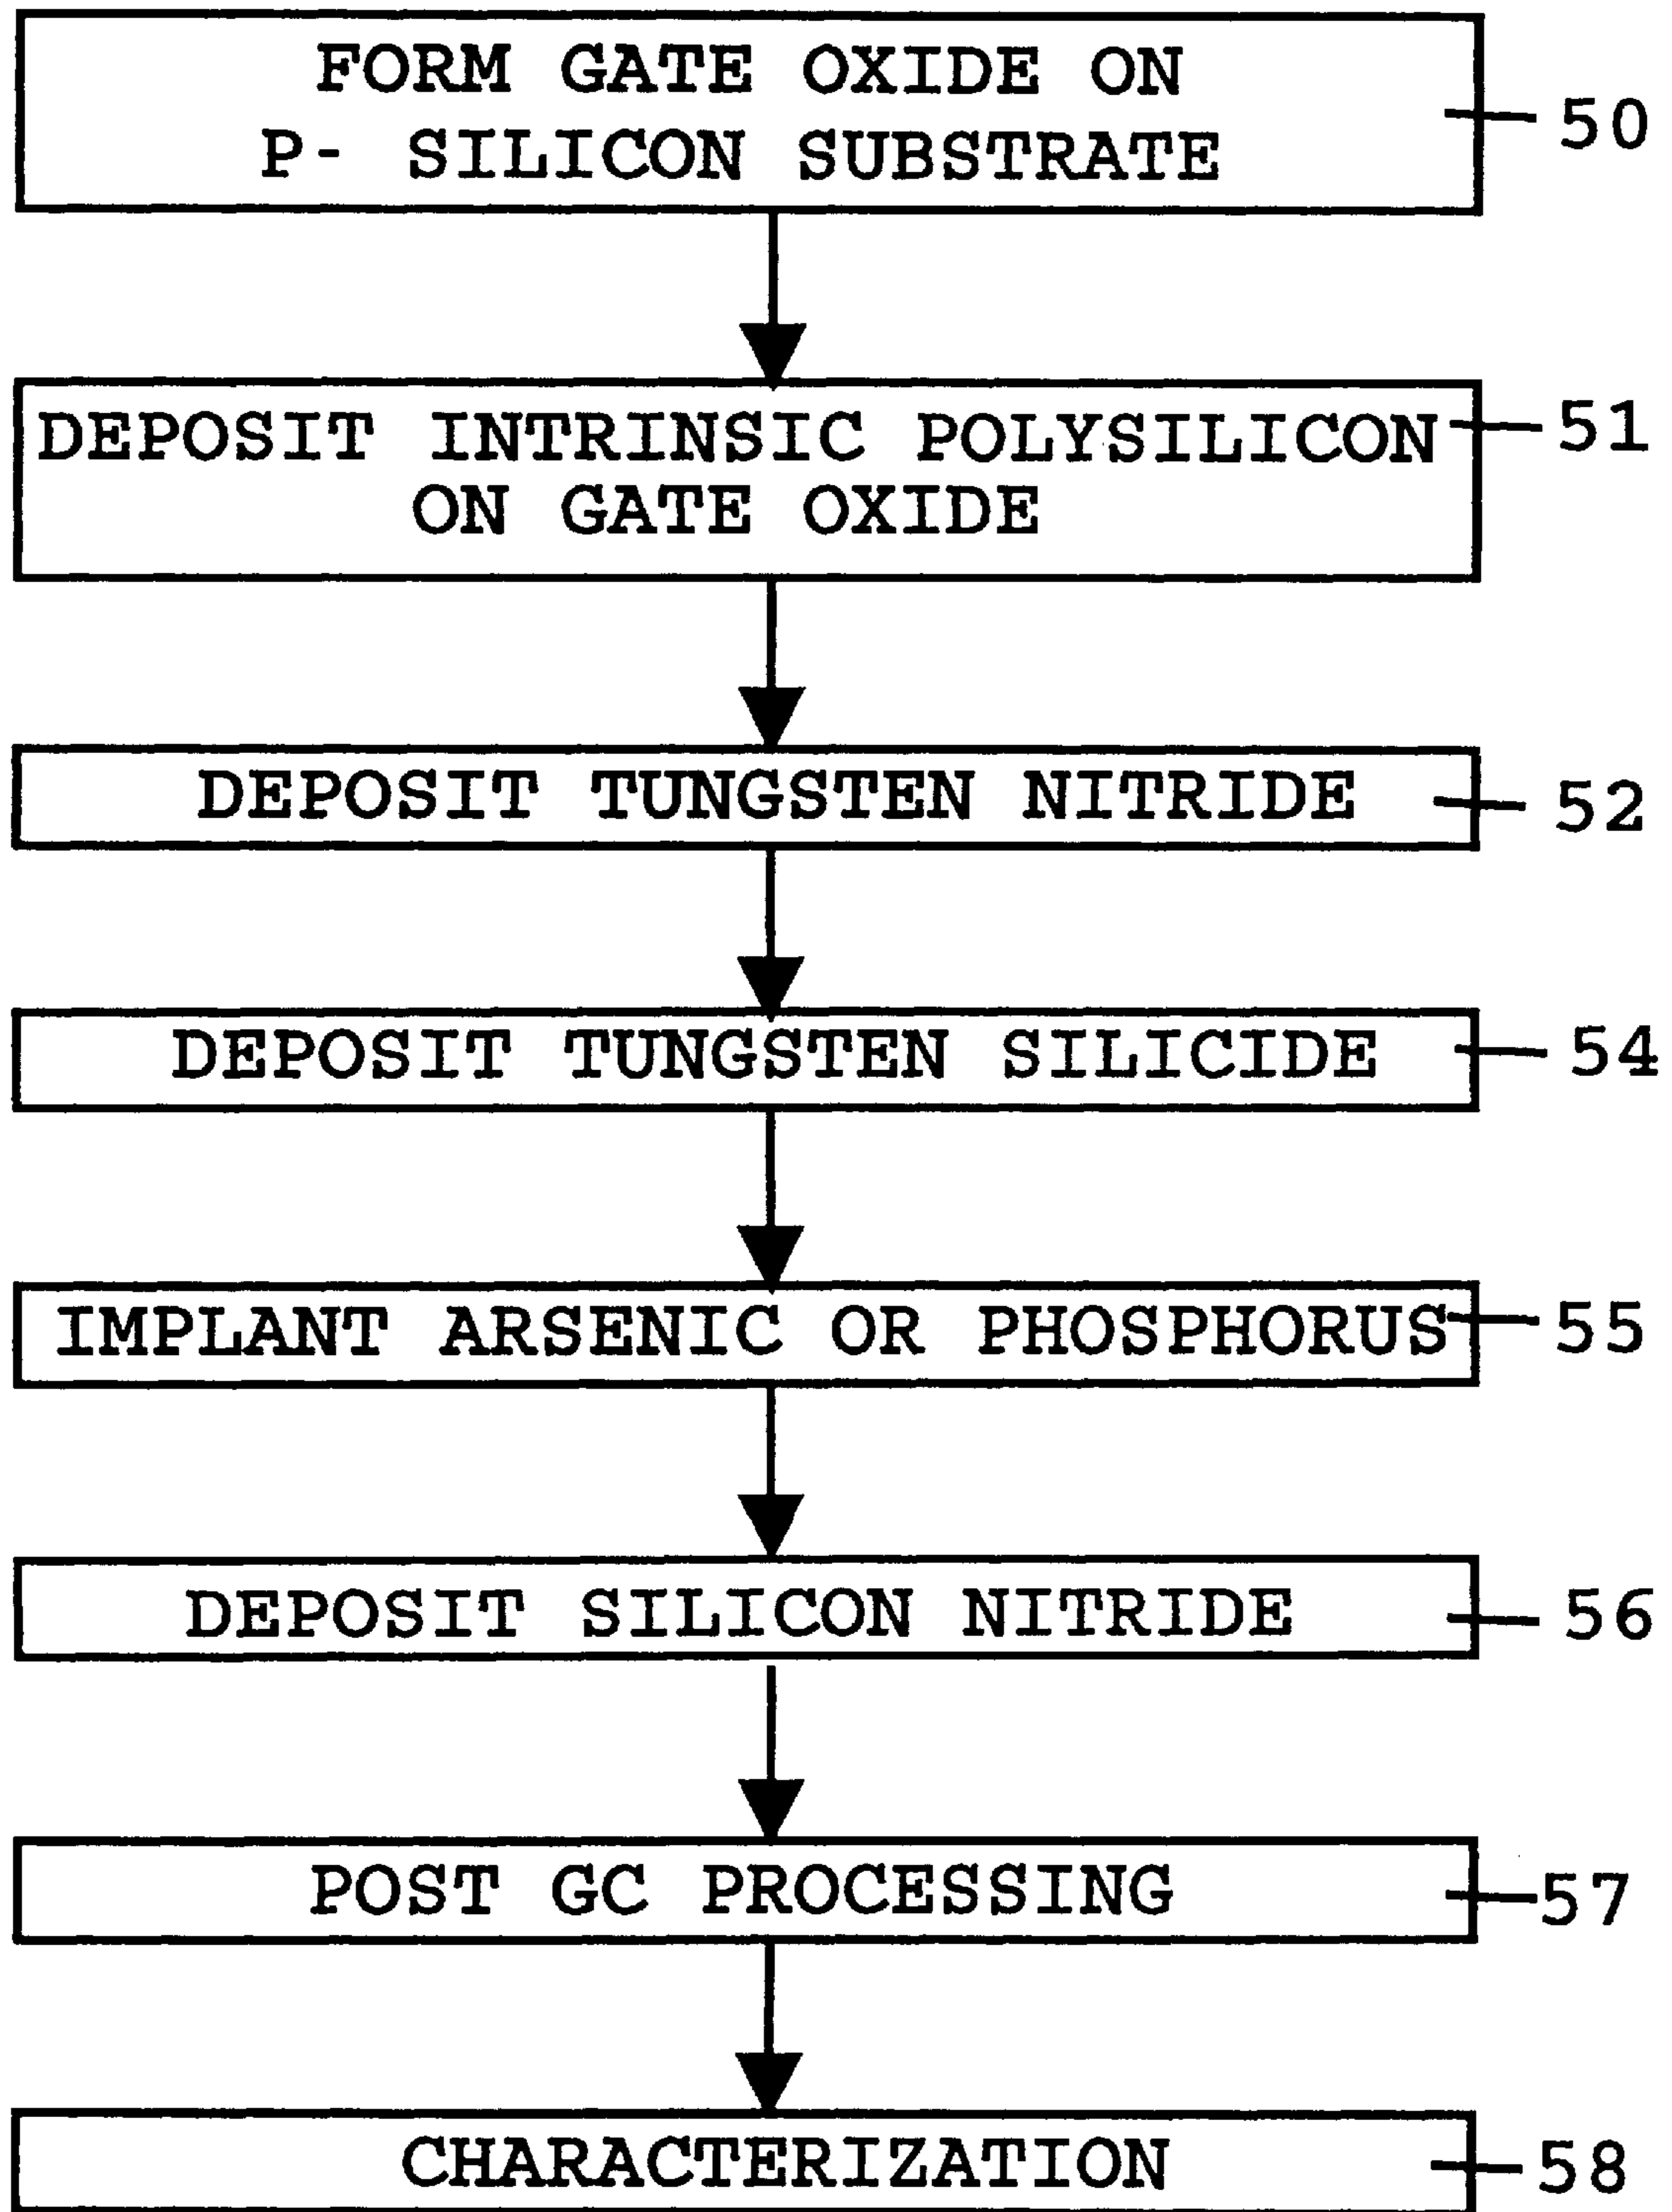 FORM GATE OXIDE ON
P- SILICON SUBSTRATE
50
DEPOSIT INTRINSIC POLYSILICON
ON GATE OXIDE
51
DEPOSIT TUNGSTEN NITRIDE
52
DEPOSIT TUNGSTEN SILICIDE
54
IMPLANT ARSENIC OR PHOSPHORUS
55
DEPOSIT SILICON NITRIDE
56
POST GC PROCESSING
57
CHARACTERIZATION
58